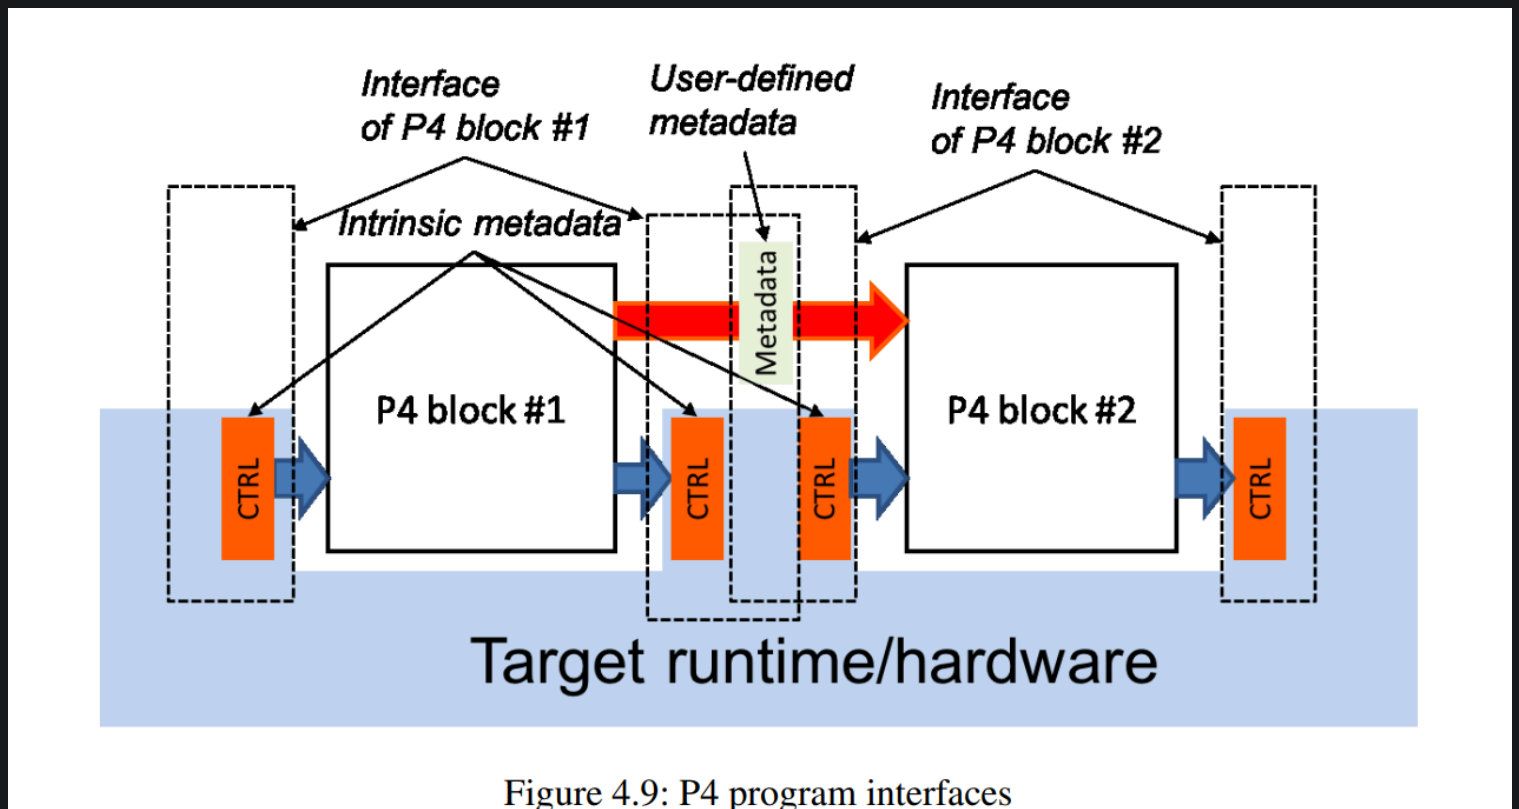 Interface
of P4 block #1
User-defined
metadata
Interface
of P4 block #2
Intrinsic metadata
Metadata
P4 block #1
P4 block #2
CTRL
CTRL
CTRL
CTRL
Target runtime/hardware
Figure 4.9: P4 program interfaces